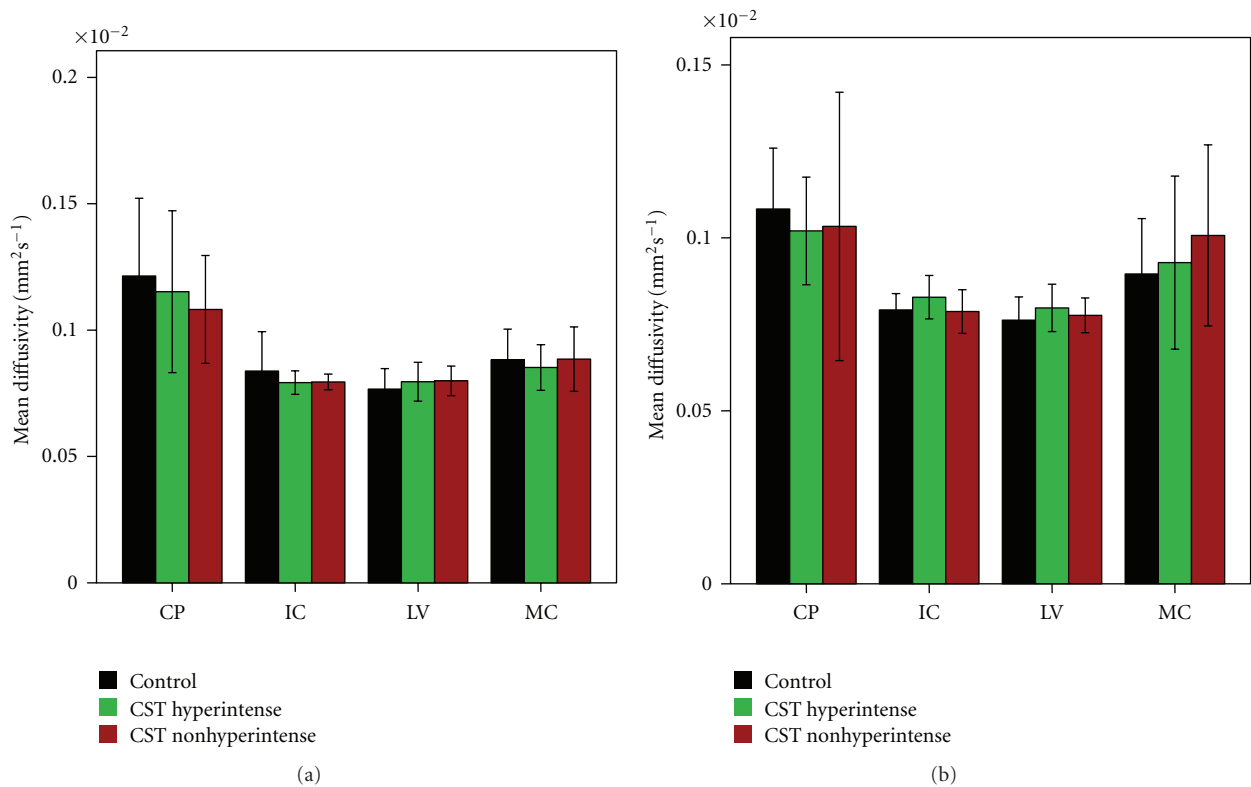 ×10⁻²
0.2
0.15
0.1
0.05
0
Mean diffusivity (mm² s⁻¹)
CP IC LV MC
Control
CST hyperintense
CST nonhyperintense
(a)
×10⁻²
0.15
0.1
0.05
0
Mean diffusivity (mm² s⁻¹)
CP IC LV MC
Control
CST hyperintense
CST nonhyperintense
(b)